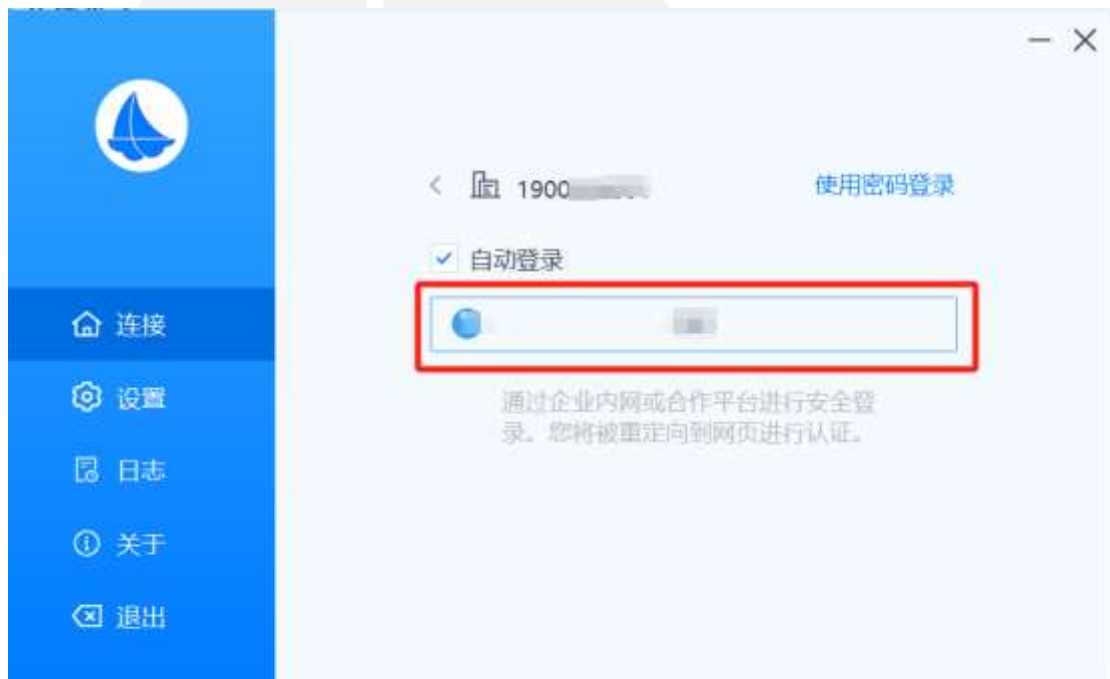 1900
使用密码登录
自动登录
连接
设置
日志
关于
退出
通过企业内网或合作平台进行安全登
录。您将被重定向到网页进行认证。